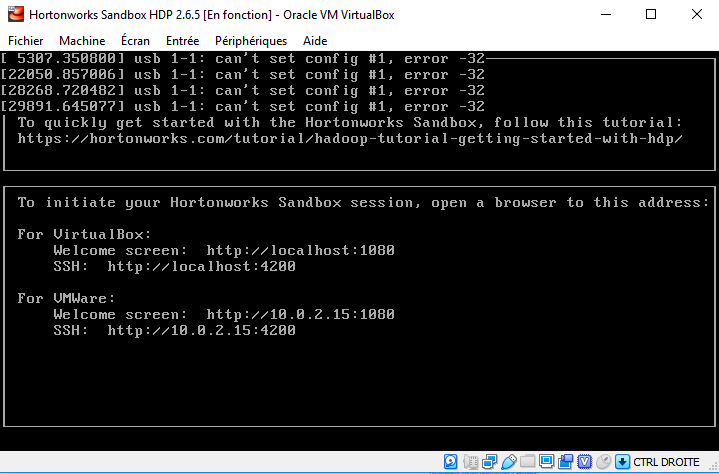 Hortonworks Sandbox HDP 2.6.5 [En fonction] - Oracle VM VirtualBox
Fichier Machine Écran Entrée Périphériques Aide
[ 5307.350800] usb 1-1: can't set config #1, error -32
[22050.857006] usb 1-1: can't set config #1, error -32
[28268.720482] usb 1-1: can't set config #1, error -32
[29891.645077] usb 1-1: can't set config #1, error -32
To quickly get started with the Hortonworks Sandbox, follow this tutorial:
https://hortonworks.com/tutorial/hadoop-tutorial-getting-started-with-hdp/
To initiate your Hortonworks Sandbox session, open a browser to this address:
For VirtualBox:
Welcome screen: http://localhost:1080
SSH: http://localhost:4200
For VMWare:
Welcome screen: http://10.0.2.15:1080
SSH: http://10.0.2.15:4200
CTRL DROITE